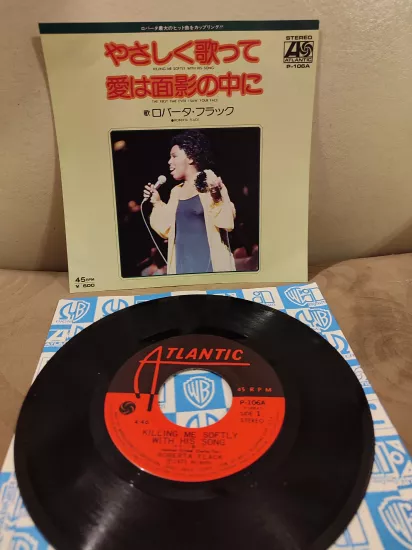 ロバータ最大のヒット曲をカップリング!!
やさしく歌って
KILLING ME SOFTLY WITH HIS SONG
愛は面影の中に
THE FIRST TIME EVER I SAW YOUR FACE
歌 ロバータ・フラック
●ROBERTA FLACK
STEREO
ATLANTIC
P-106A
45RPM
¥ 600
ATLANTIC
45 RPM
P-106A
SIDE 1
STEREO
KILLING ME SOFTLY
WITH HIS SONG
ROBERTA FLACK
WB